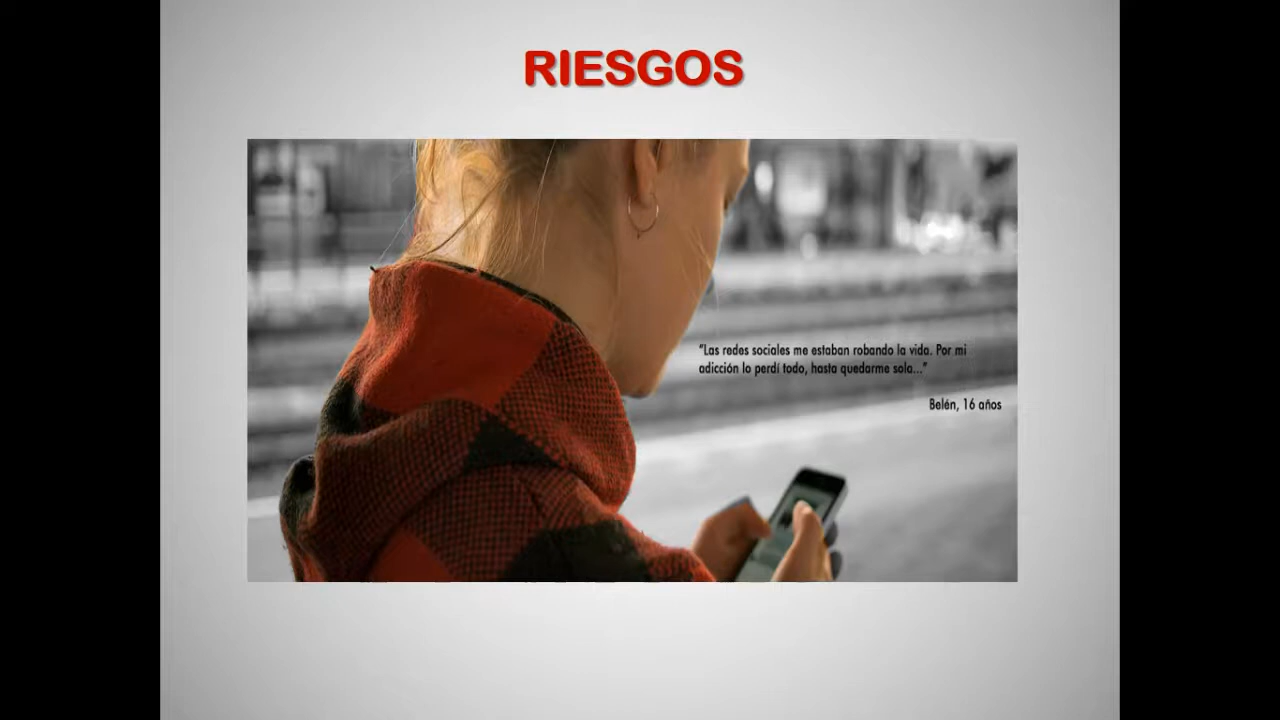 RIESGOS
"Las redes sociales me estaban robando la vida. Por mi
adicción lo perdí todo, hasta quedarme sola..."
Belén, 16 años